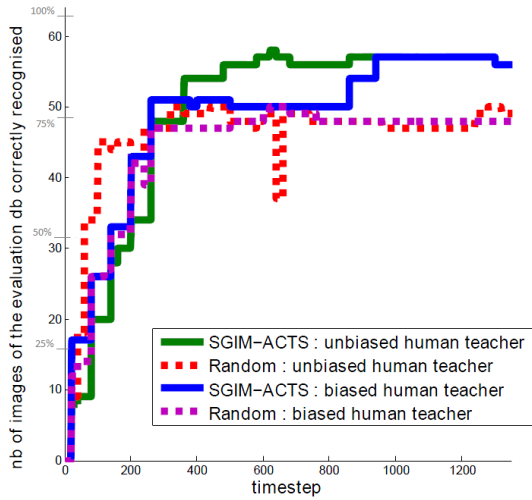 100%
60
50
75%
40
50%
30
20
25%
10
0
nb of images of the evaluation db correctly recognised
SGIM-ACTS : unbiased human teacher
Random : unbiased human teacher
SGIM-ACTS : biased human teacher
Random : biased human teacher
0 200 400 600 800 1000 1200
timestep